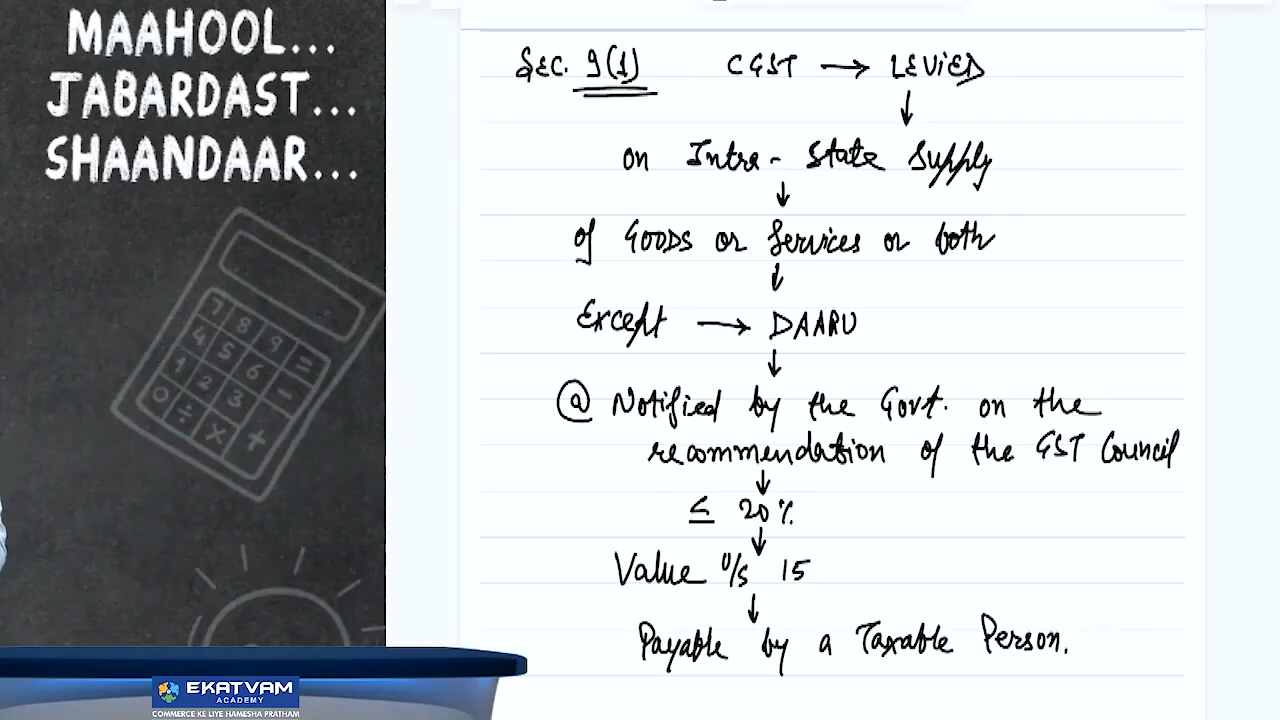 MAAHOOL...
JABARDAST...
SHAANDAAR...
SEC. 9(1) CGST → LEVIED
↓
on Intra - State Supply
↓
of GOODS or Services or both
↓
Except → DAARU
↓
@ Notified by the Govt. on the
recommendation of the GST Council
↓
≤ 20%
↓
Value u/s 15
↓
Payable by a Taxable Person.
7 8 9 =
4 5 6 -
1 2 3
0 ÷ × +
EKATVAM
ACADEMY
COMMERCE KE LIYE HAMESHA PRATHAM